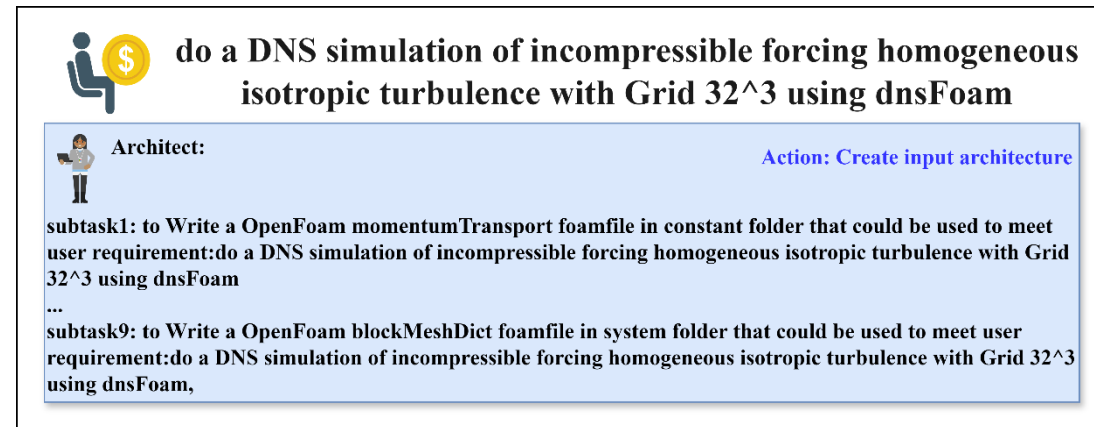 $
do a DNS simulation of incompressible forcing homogeneous
isotropic turbulence with Grid 32^3 using dnsFoam
Architect:
Action: Create input architecture
subtask1: to Write a OpenFoam momentumTransport foamfile in constant folder that could be used to meet
user requirement:do a DNS simulation of incompressible forcing homogeneous isotropic turbulence with Grid
32^3 using dnsFoam
...
subtask9: to Write a OpenFoam blockMeshDict foamfile in system folder that could be used to meet user
requirement:do a DNS simulation of incompressible forcing homogeneous isotropic turbulence with Grid 32^3
using dnsFoam,